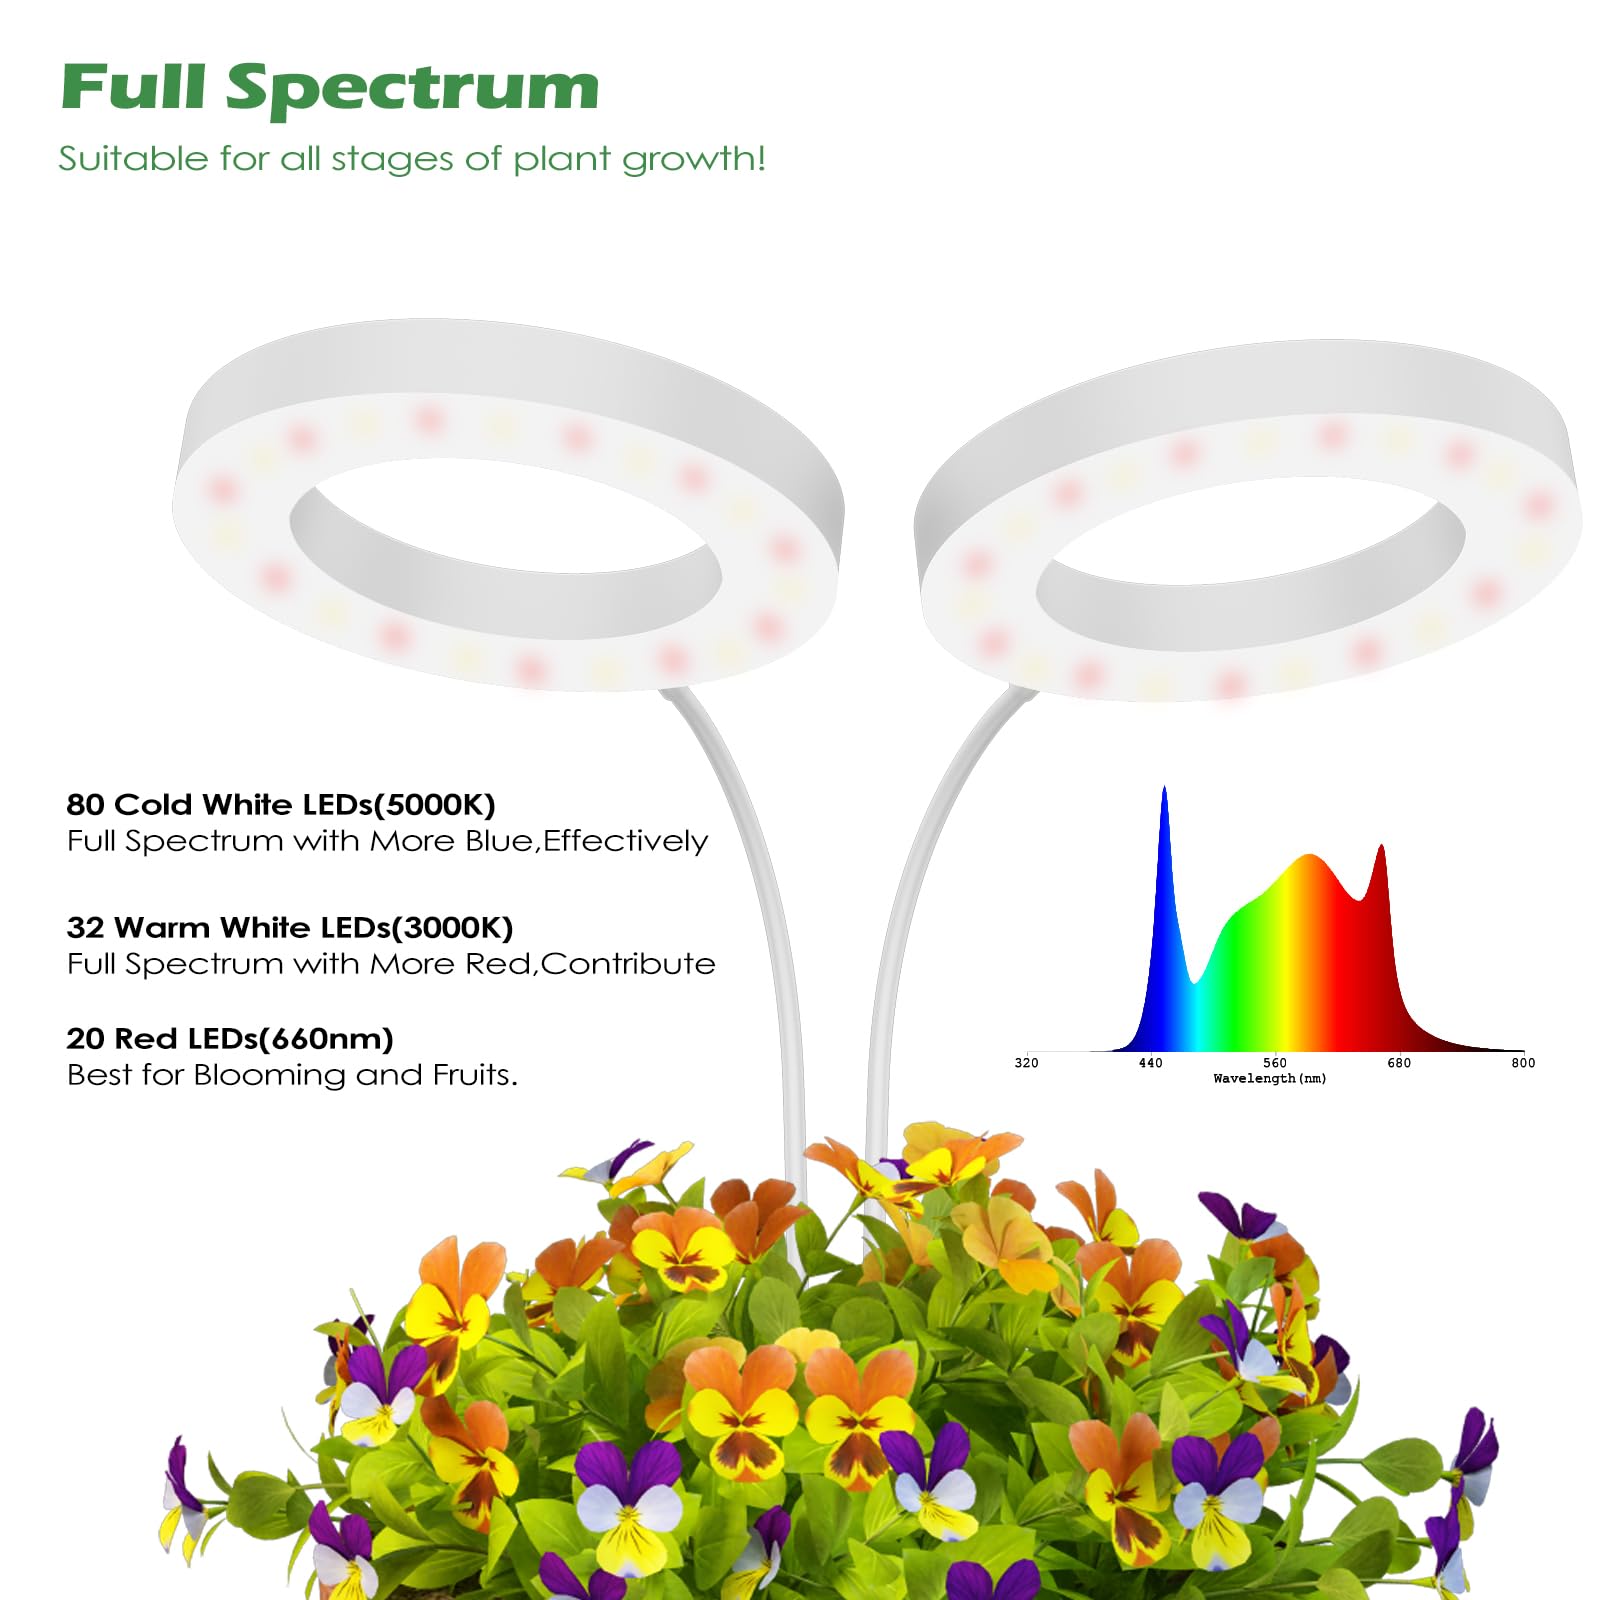 Full Spectrum
Suitable for all stages of plant growth!
80 Cold White LEDs(5000K)
Full Spectrum with More Blue,Effectively
32 Warm White LEDs(3000K)
Full Spectrum with More Red,Contribute
20 Red LEDs(660nm)
Best for Blooming and Fruits.
320 440 560 680 800
Wavelength(nm)